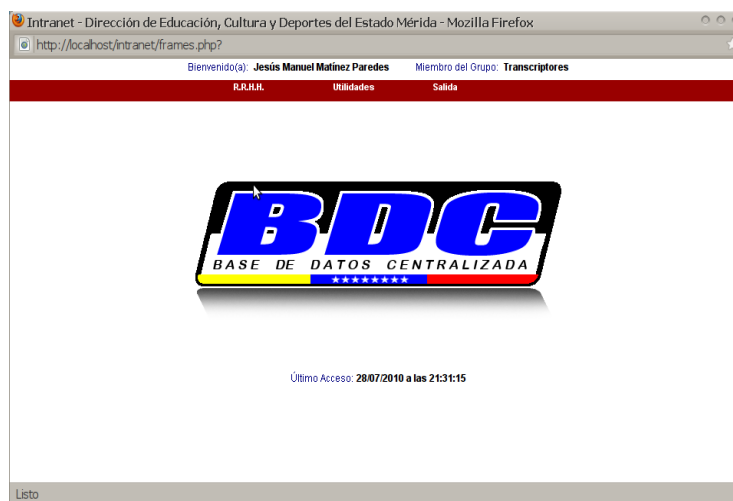 Intranet - Dirección de Educación, Cultura y Deportes del Estado Mérida - Mozilla Firefox
http://localhost/intranet/frames.php?
Bienvenido(a): Jesús Manuel Matínez Paredes Miembro del Grupo: Transcriptores
R.R.H.H. Utilidades Salida
BDC
BASE DE DATOS CENTRALIZADA
Último Acceso: 28/07/2010 a las 21:31:15
Listo